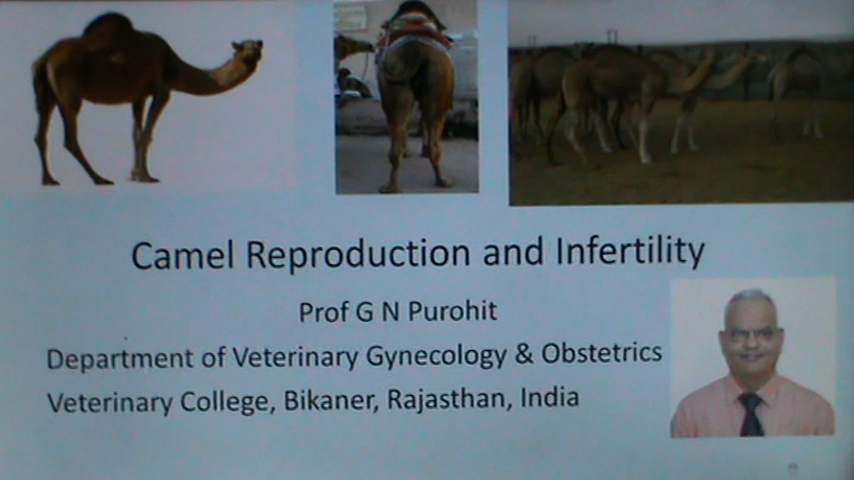 Camel Reproduction and Infertility
Prof G N Purohit
Department of Veterinary Gynecology & Obstetrics
Veterinary College, Bikaner, Rajasthan, India